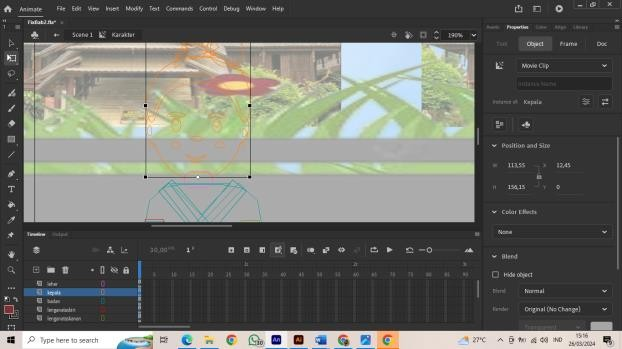 Animate
File Edit View Insert Modify Text Commands Control Debug Window Help
FixBab2.fla*
Scene 1 Karakter
190%
Assets Properties Color Align Library
Tool Object Frame Doc
Movie Clip
Instance Name
Instance of: Kepala
Position and Size
W 113,55 X 12,45
H 156,15 Y 0
Color Effects
None
Blend
Hide object
Blend Normal
Render Original (No Change)
Transparent
Timeline Output
30,00 FPS 1 F
1s 2s 3s
5 10 15 20 25 30 35 40 45 50 55 60 65 70 75 80 85 90
leher
kepala
badan
lenganatasdan
lenganataskanan
Type here to search
30
An
Ai
27°C
IND
15:16
26/03/2024